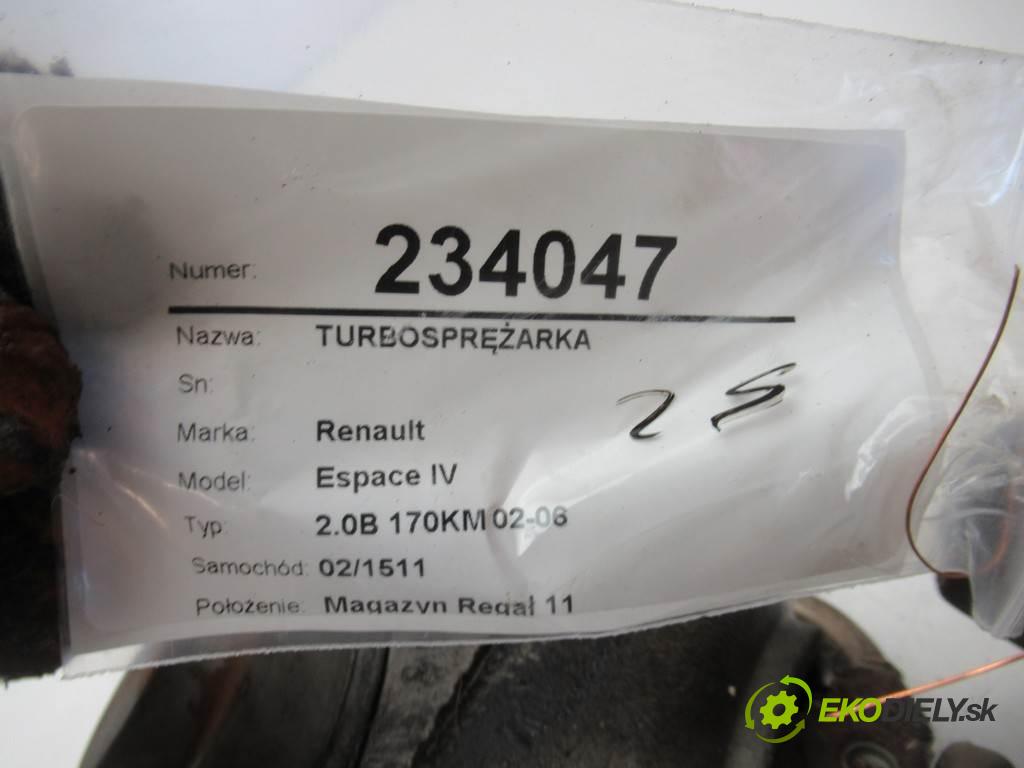 Numer: 234047
Nazwa: TURBOSPRĘŻARKA
Sn:
Marka: Renault
Model: Espace IV
Typ: 2.0B 170KM 02-06
Samochód: 02/1511
Położenie: Magazyn Regał 11
EKODIELY.sk